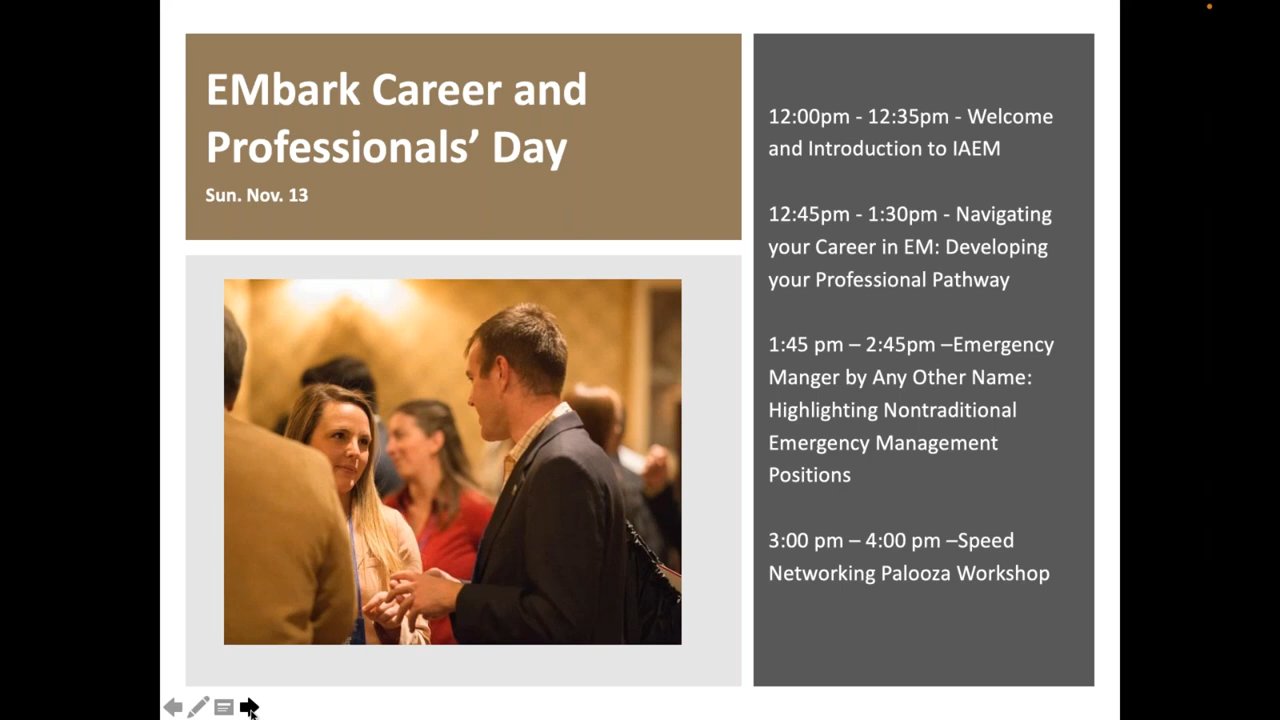 EMbark Career and
Professionals’ Day
Sun. Nov. 13
12:00pm - 12:35pm - Welcome
and Introduction to IAEM
12:45pm - 1:30pm - Navigating
your Career in EM: Developing
your Professional Pathway
1:45 pm – 2:45pm –Emergency
Manger by Any Other Name:
Highlighting Nontraditional
Emergency Management
Positions
3:00 pm – 4:00 pm –Speed
Networking Palooza Workshop